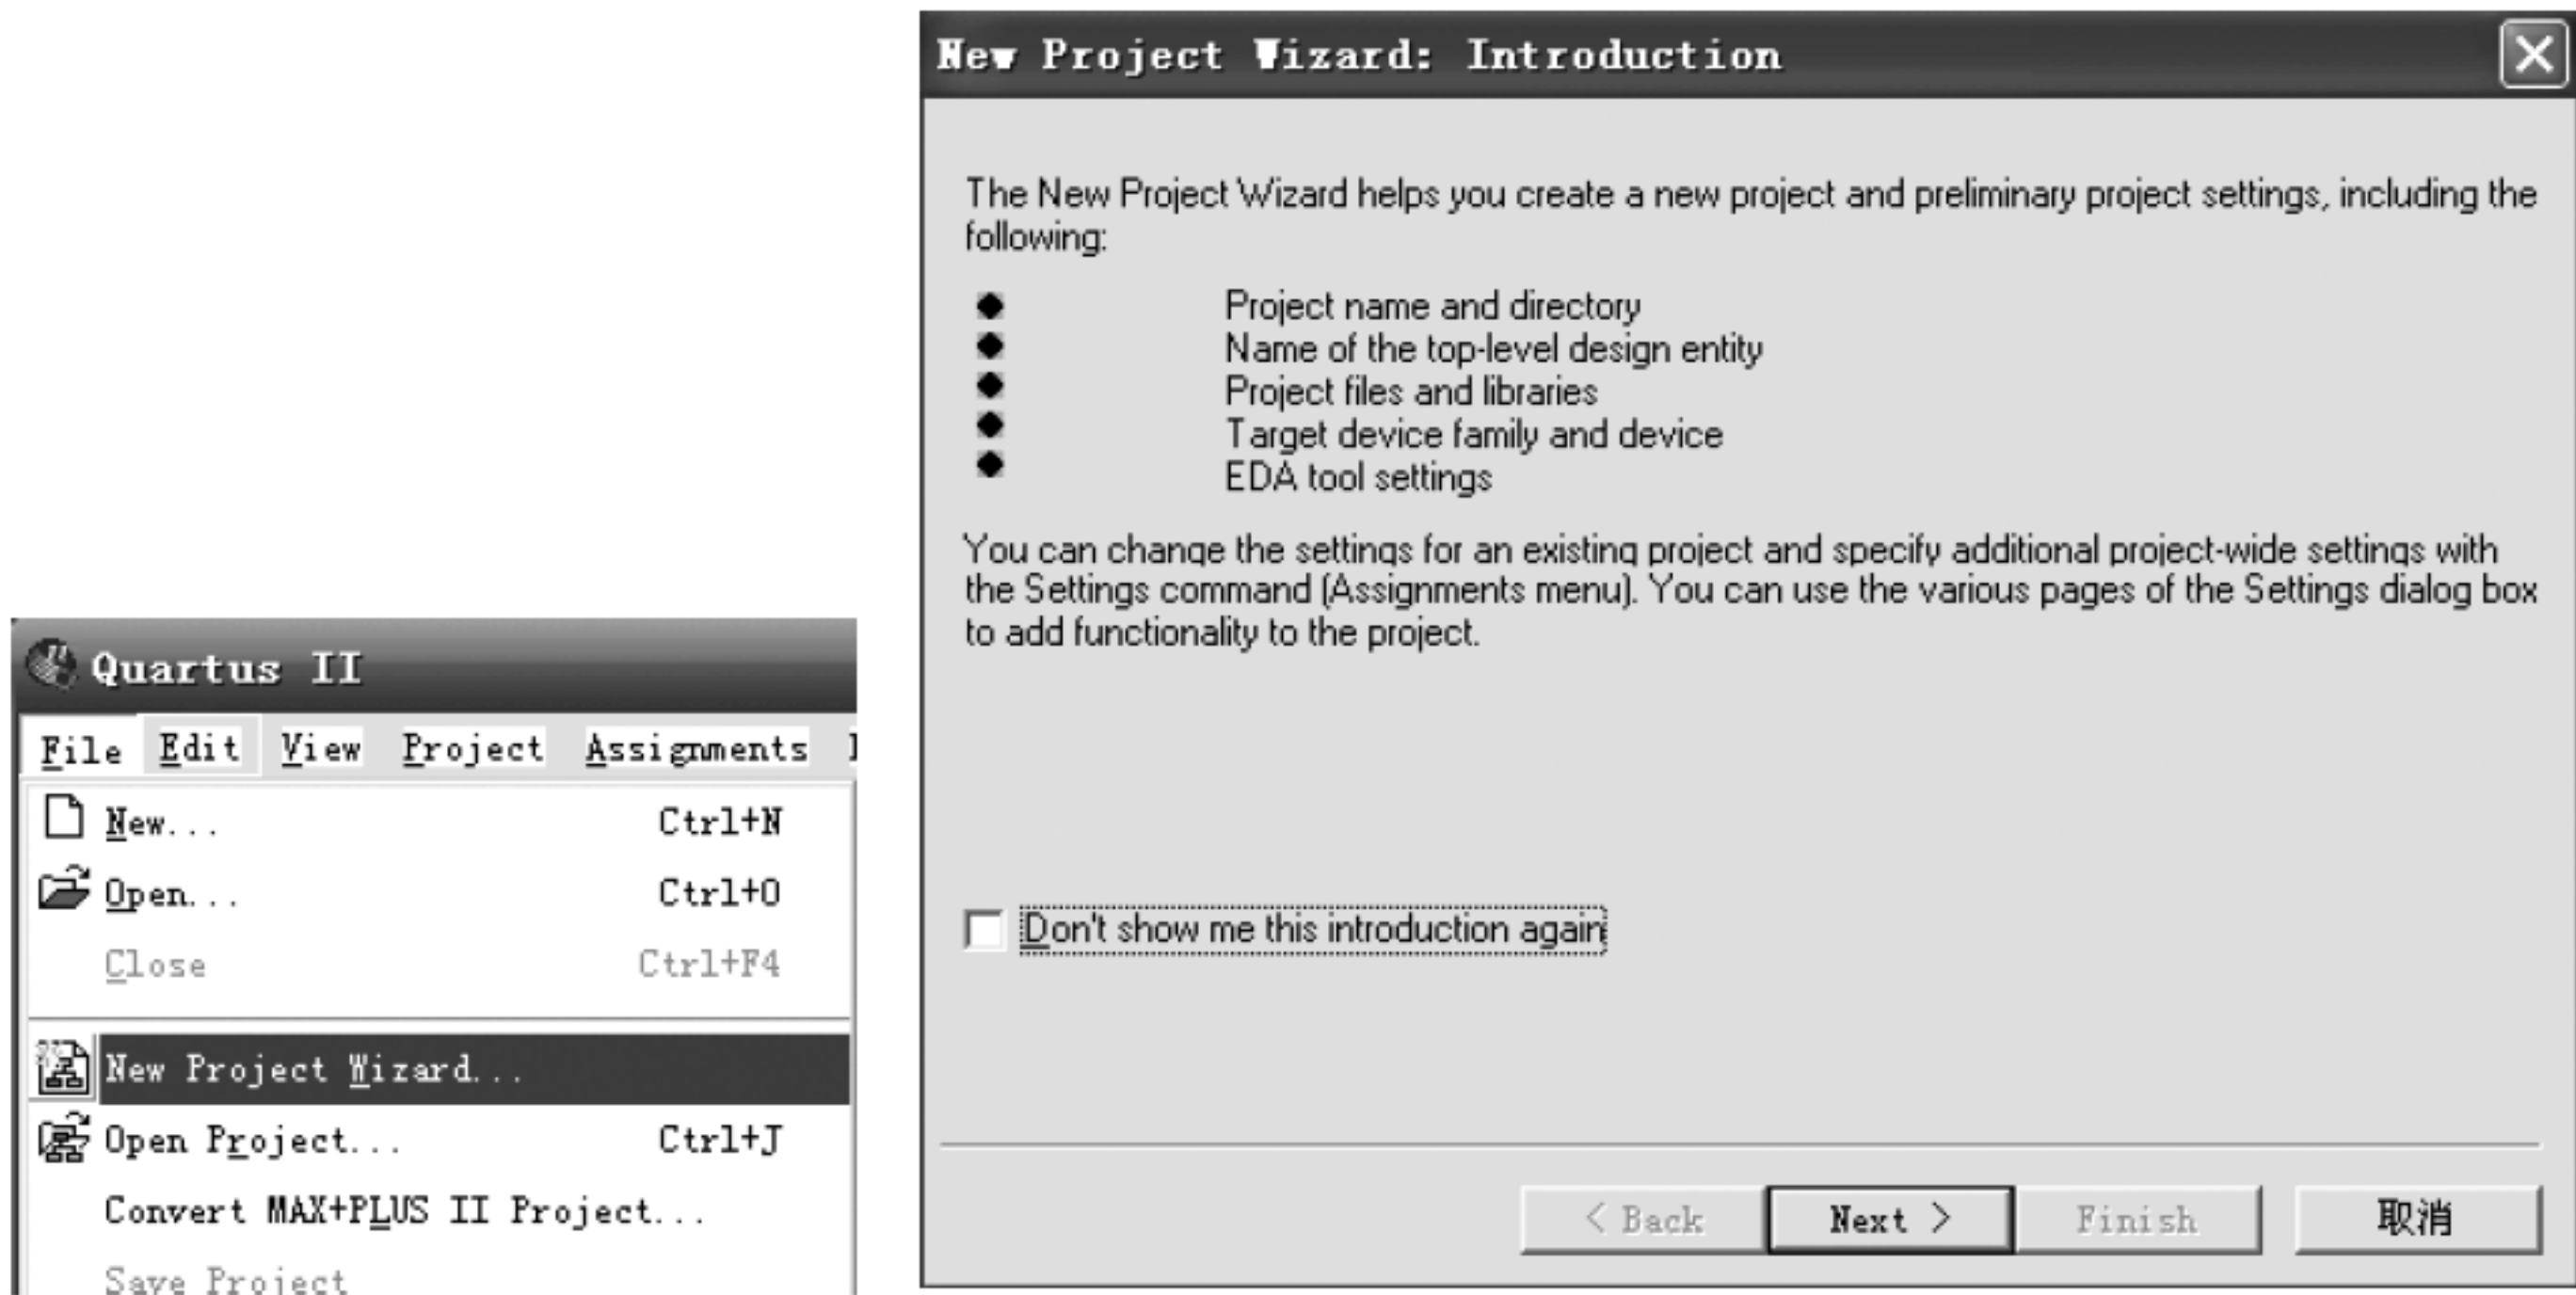 Quartus II
File Edit View Project Assignments
New... Ctrl+N
Open... Ctrl+O
Close Ctrl+F4
New Project Wizard...
Open Project... Ctrl+J
Convert MAX+PLUS II Project...
Save Project
New Project Wizard: Introduction
The New Project Wizard helps you create a new project and preliminary project settings, including the
following:
Project name and directory
Name of the top-level design entity
Project files and libraries
Target device family and device
EDA tool settings
You can change the settings for an existing project and specify additional project-wide settings with
the Settings command (Assignments menu). You can use the various pages of the Settings dialog box
to add functionality to the project.
Don't show me this introduction again
< Back Next > Finish 取消